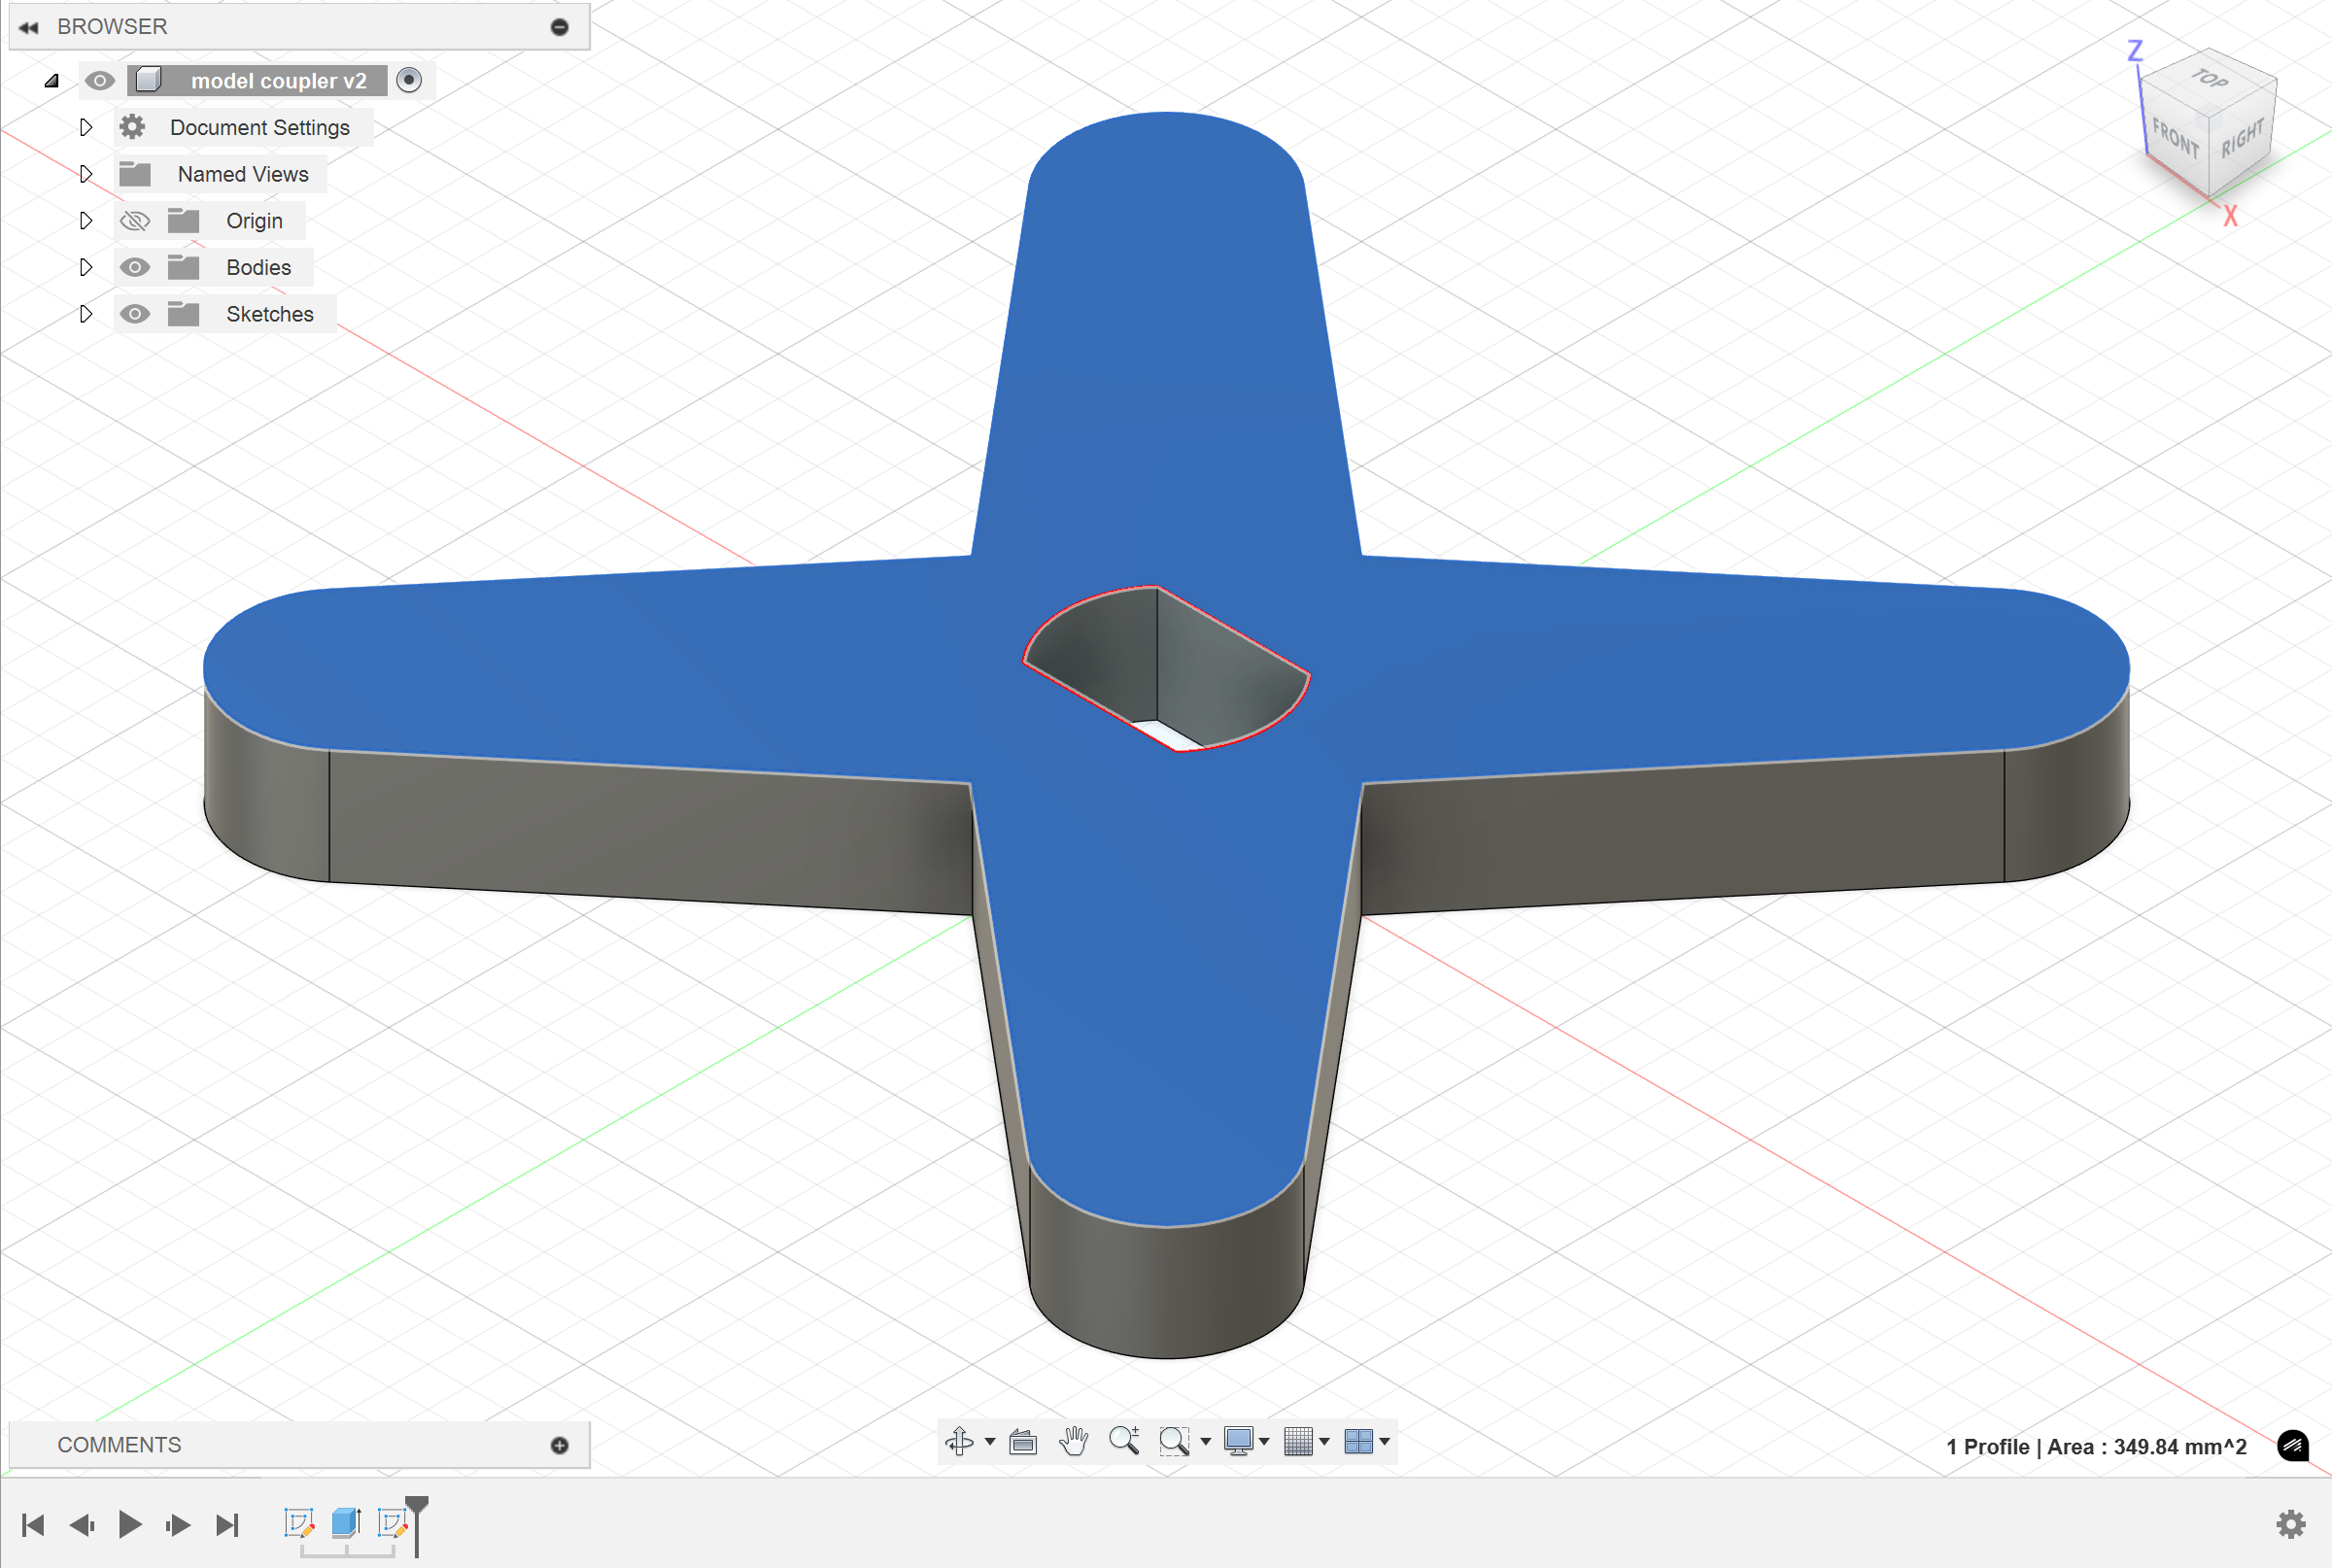 BROWSER
model coupler v2
Document Settings
Named Views
Origin
Bodies
Sketches
Z
TOP
FRONT
RIGHT
X
COMMENTS
1 Profile | Area : 349.84 mm^2